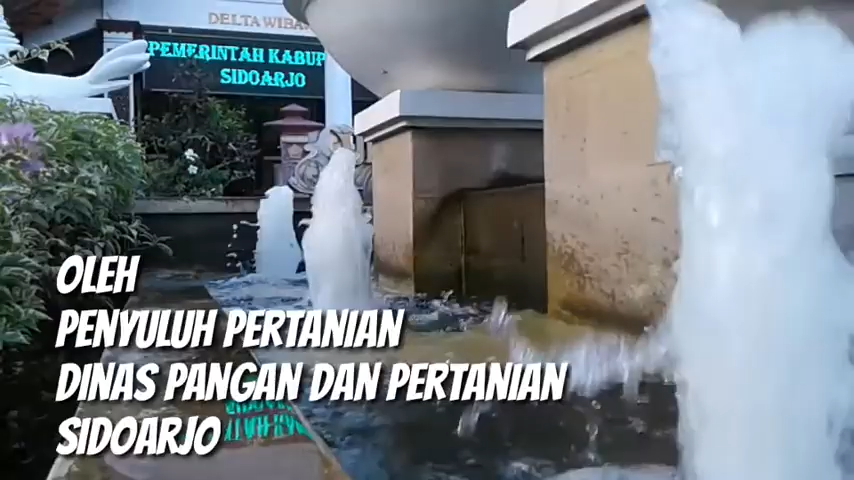 DELTA WIBA
PEMERINTAH KABUP
SIDOARJO
OLEH
PENYULUH PERTANIAN
DINAS PANGAN DAN PERTANIAN
SIDOARJO